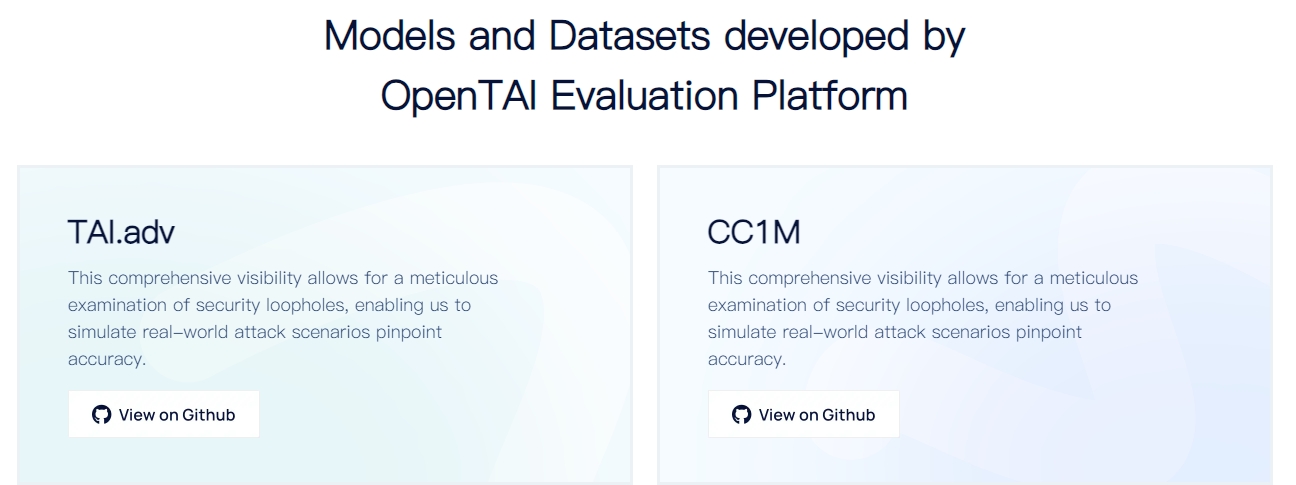 Models and Datasets developed by
OpenTAI Evaluation Platform
TAI.adv
This comprehensive visibility allows for a meticulous
examination of security loopholes, enabling us to
simulate real-world attack scenarios pinpoint
accuracy.
View on Github
CC1M
This comprehensive visibility allows for a meticulous
examination of security loopholes, enabling us to
simulate real-world attack scenarios pinpoint
accuracy.
View on Github